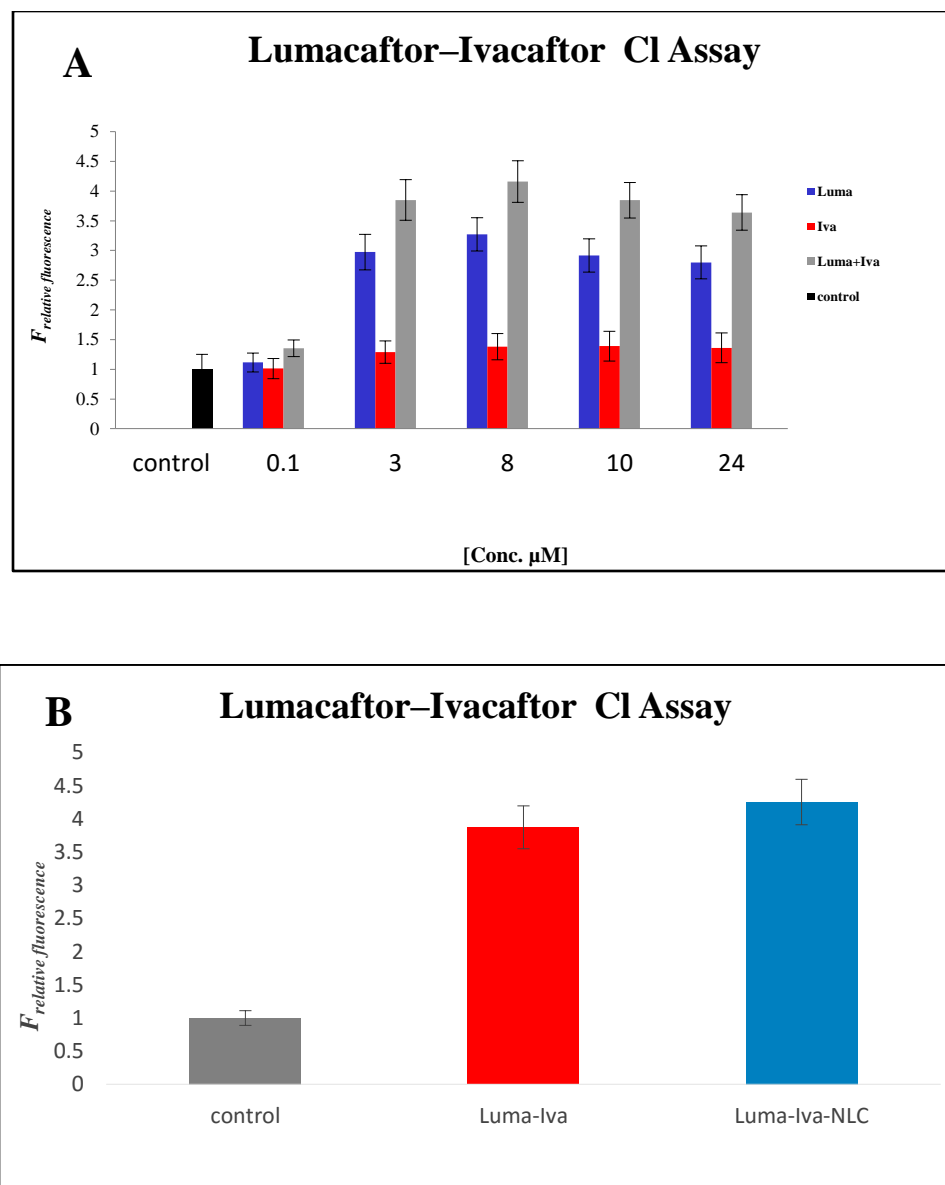 A
Lumacaftor–Ivacaftor Cl Assay
5
4.5
4
3.5
3
2.5
2
1.5
1
0.5
0
F relative fluorescence
Luma
Iva
Luma+Iva
control
control 0.1 3 8 10 24
[Conc. µM]
B
Lumacaftor–Ivacaftor Cl Assay
5
4.5
4
3.5
3
2.5
2
1.5
1
0.5
0
F relative fluorescence
control Luma-Iva Luma-Iva-NLC